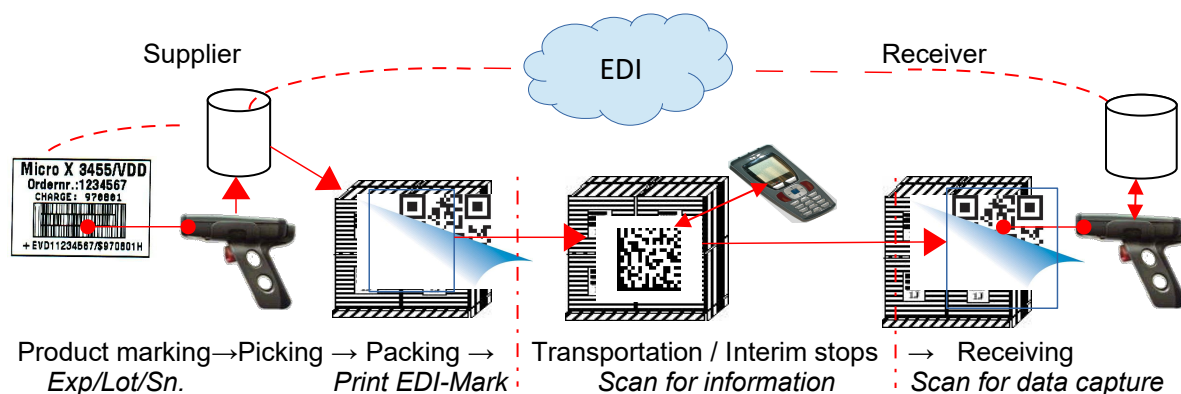 Supplier
EDI
Receiver
Micro X 3455/VDD
Ordernr.:1234567
CHARGE: 970801
+EVD11234567/$970801H
Product marking→Picking → Packing → Transportation / Interim stops → Receiving
Exp/Lot/Sn. Print EDI-Mark Scan for information Scan for data capture